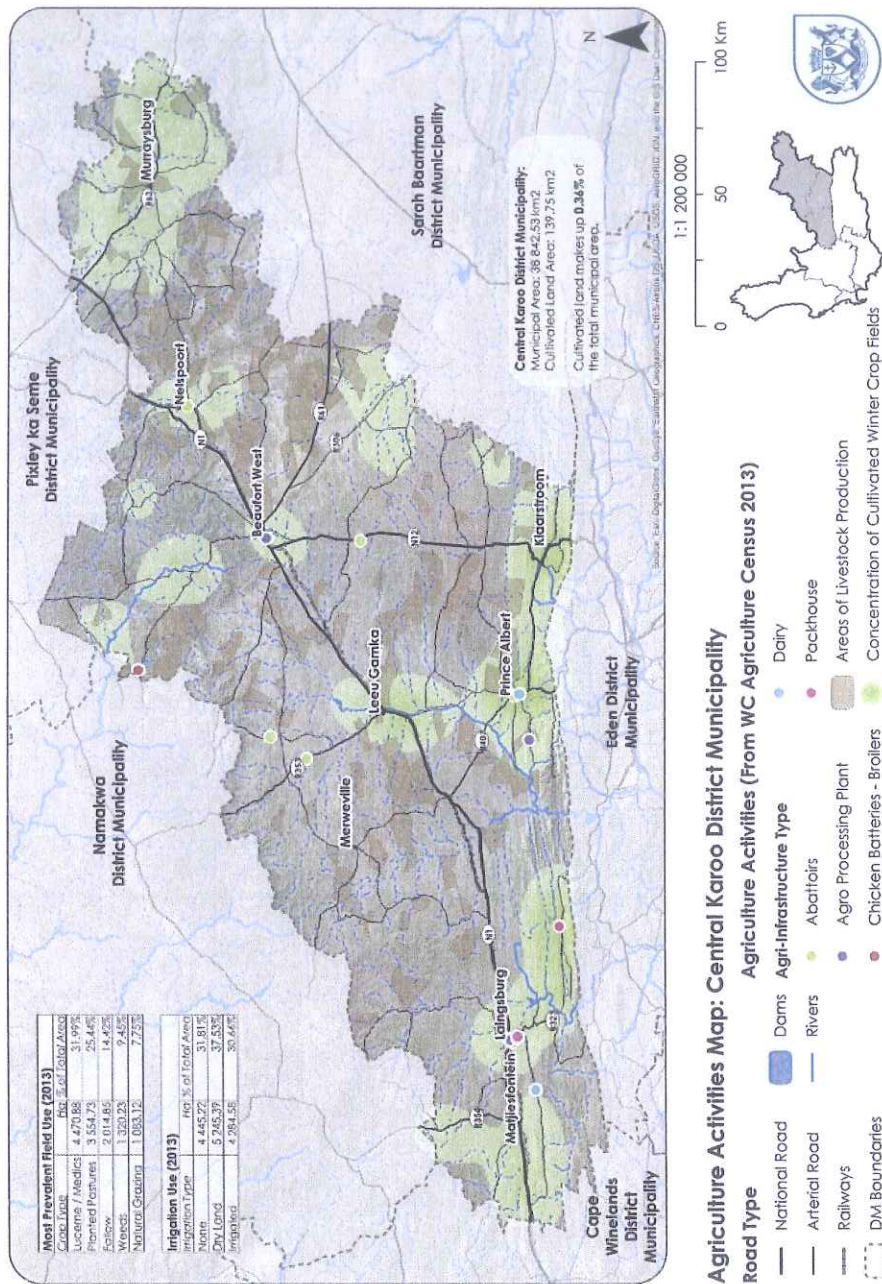 Most Prevalent Field Use (2013)
Crop Type Ha % of Total Area
Lucerne / Medics 4 470.88 31.99%
Planted Pastures 3 554.73 25.44%
Fallow 2 014.85 14.42%
Weeds 1 320.23 9.45%
Natural Grazing 1 083.12 7.75%
Irrigation Use (2013)
Irrigation Type Ha % of Total Area
None 4 445.22 31.81%
Dry Land 5 245.39 37.53%
Irrigated 4 284.58 30.66%
Namakwa
District Municipality
Pixley ka Seme
District Municipality
Sarah Baartman
District Municipality
Eden District
Municipality
Cape
Winelands
District
Municipality
Murraysburg
R63
Nelspoort
N1
Beaufort West
R61
R306
N12
Klaarstroom
Leeu Gamka
Prince Albert
R407
R353
Merweville
N1
Laingsburg
Matjiesfontein
R323
R354
N
Central Karoo District Municipality:
Municipal Area: 38 842.53 km2
Cultivated Land Area: 139.75 km2
Cultivated land makes up 0.36% of
the total municipal area.
1:1 200 000
0 50 100 Km
Agriculture Activities Map: Central Karoo District Municipality
Road Type
National Road
Arterial Road
Railways
DM Boundaries
Dams
Rivers
Agriculture Activities (From WC Agriculture Census 2013)
Agri-Infrastructure Type
Abattoirs
Agro Processing Plant
Chicken Batteries - Broilers
Dairy
Packhouse
Areas of Livestock Production
Concentration of Cultivated Winter Crop Fields